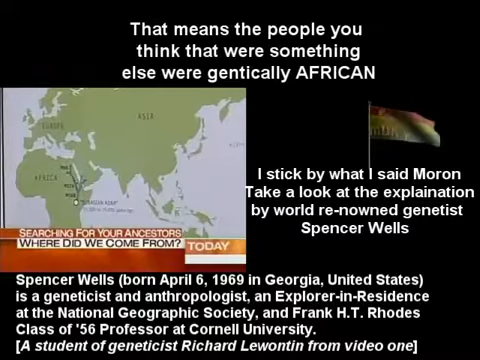 That means the people you
think that were something
else were gentically AFRICAN
EUROPE
ASIA
AFRICA
I stick by what I said Moron
Take a look at the explaination
by world re-nowned genetist
Spencer Wells
SEARCHING FOR YOUR ANCESTORS
WHERE DID WE COME FROM?
TODAY
Spencer Wells (born April 6, 1969 in Georgia, United States)
is a geneticist and anthropologist, an Explorer-in-Residence
at the National Geographic Society, and Frank H.T. Rhodes
Class of '56 Professor at Cornell University.
[A student of geneticist Richard Lewontin from video one]